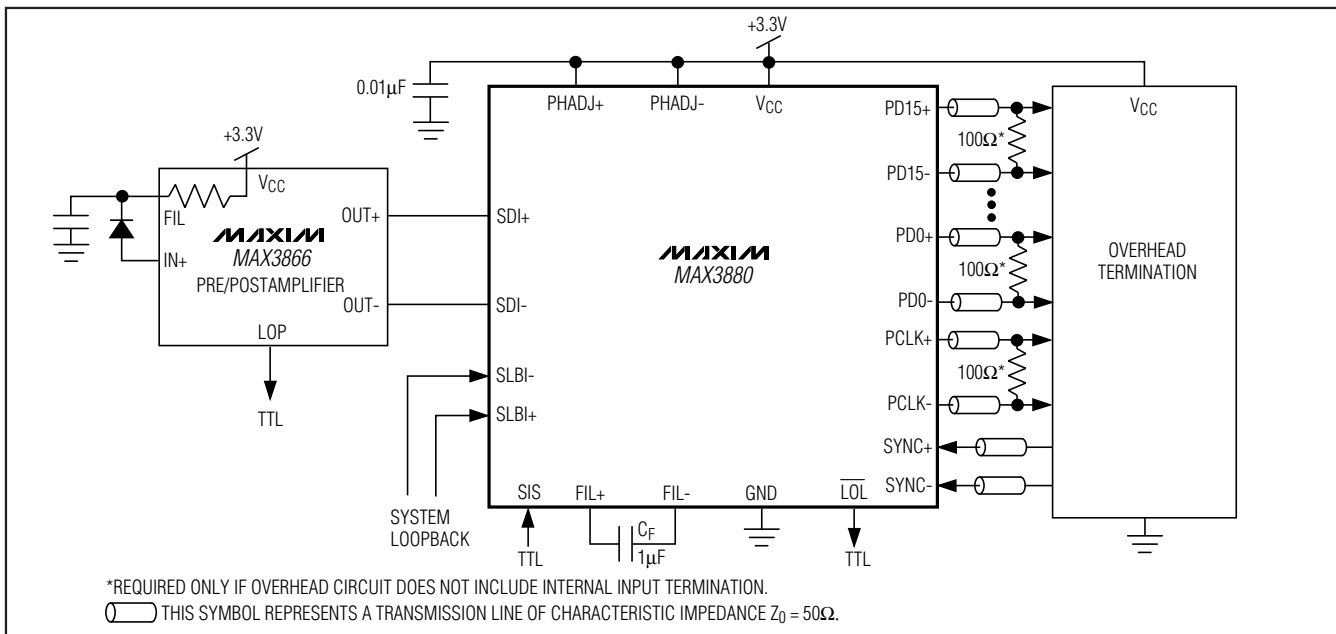 +3.3V
0.01µF
PHADJ+
PHADJ-
VCC
PD15+
VCC
100Ω*
+3.3V
PD15-
VCC
FIL
OUT+
SDI+
PD0+
MAXIM
MAX3866
PRE/POSTAMPLIFIER
IN+
MAXIM
MAX3880
100Ω*
OVERHEAD
TERMINATION
OUT-
SDI-
PD0-
LOP
PCLK+
SLBI-
100Ω*
TTL
SLBI+
PCLK-
SYNC+
SIS
FIL+
FIL-
GND
LOL
SYNC-
SYSTEM
LOOPBACK
TTL
CF
1µF
TTL
*REQUIRED ONLY IF OVERHEAD CIRCUIT DOES NOT INCLUDE INTERNAL INPUT TERMINATION.
THIS SYMBOL REPRESENTS A TRANSMISSION LINE OF CHARACTERISTIC IMPEDANCE Z0 = 50Ω.